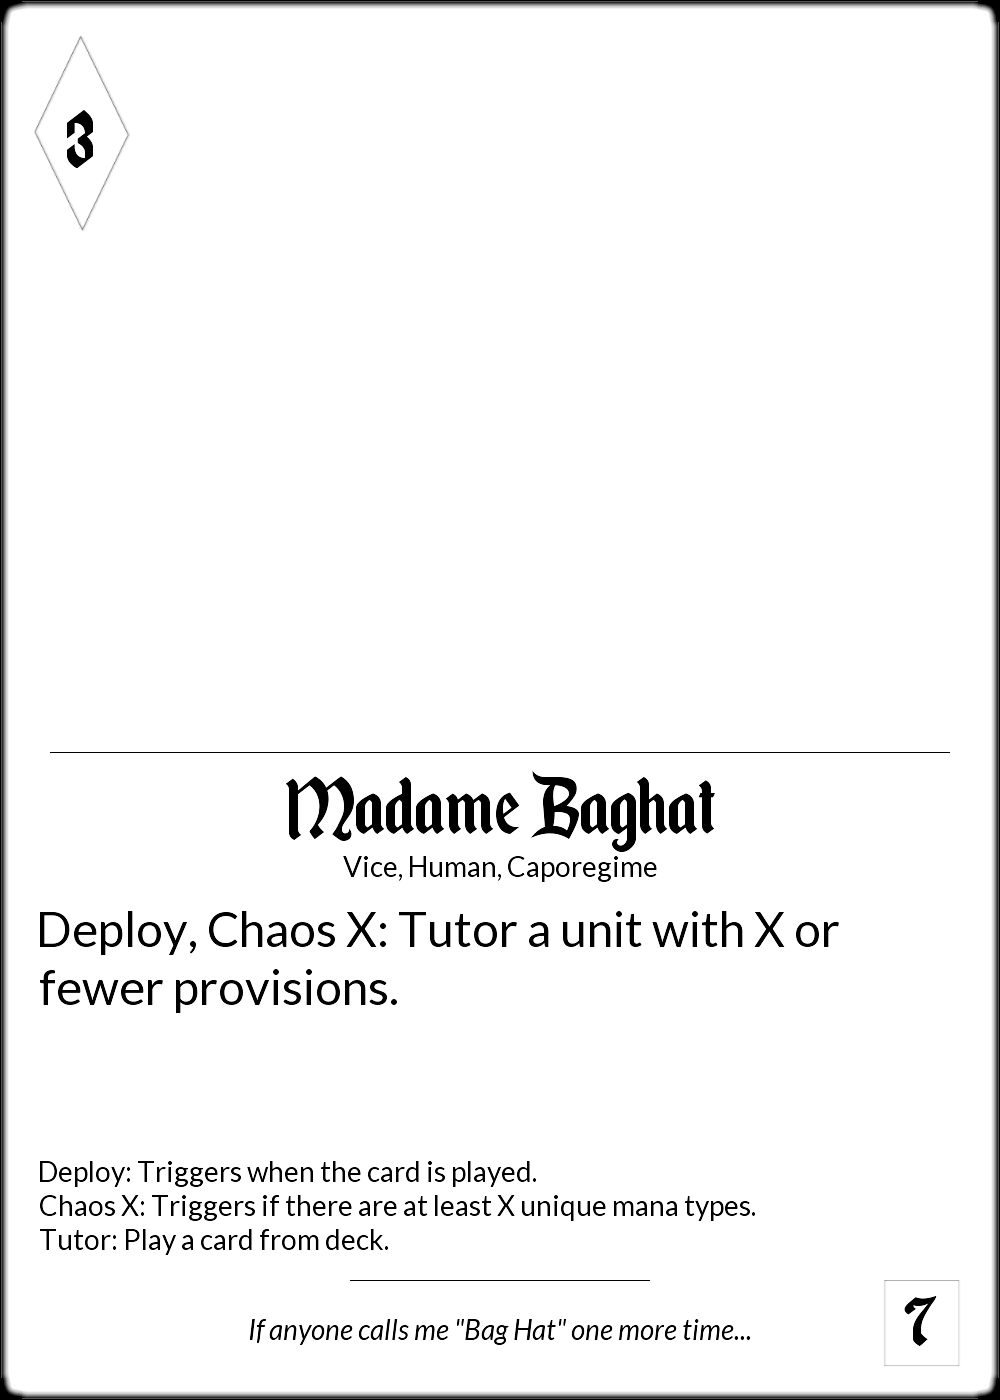 3
Madame Baghat
Vice, Human, Caporegime
Deploy, Chaos X: Tutor a unit with X or
fewer provisions.
Deploy: Triggers when the card is played.
Chaos X: Triggers if there are at least X unique mana types.
Tutor: Play a card from deck.
If anyone calls me "Bag Hat" one more time...
7